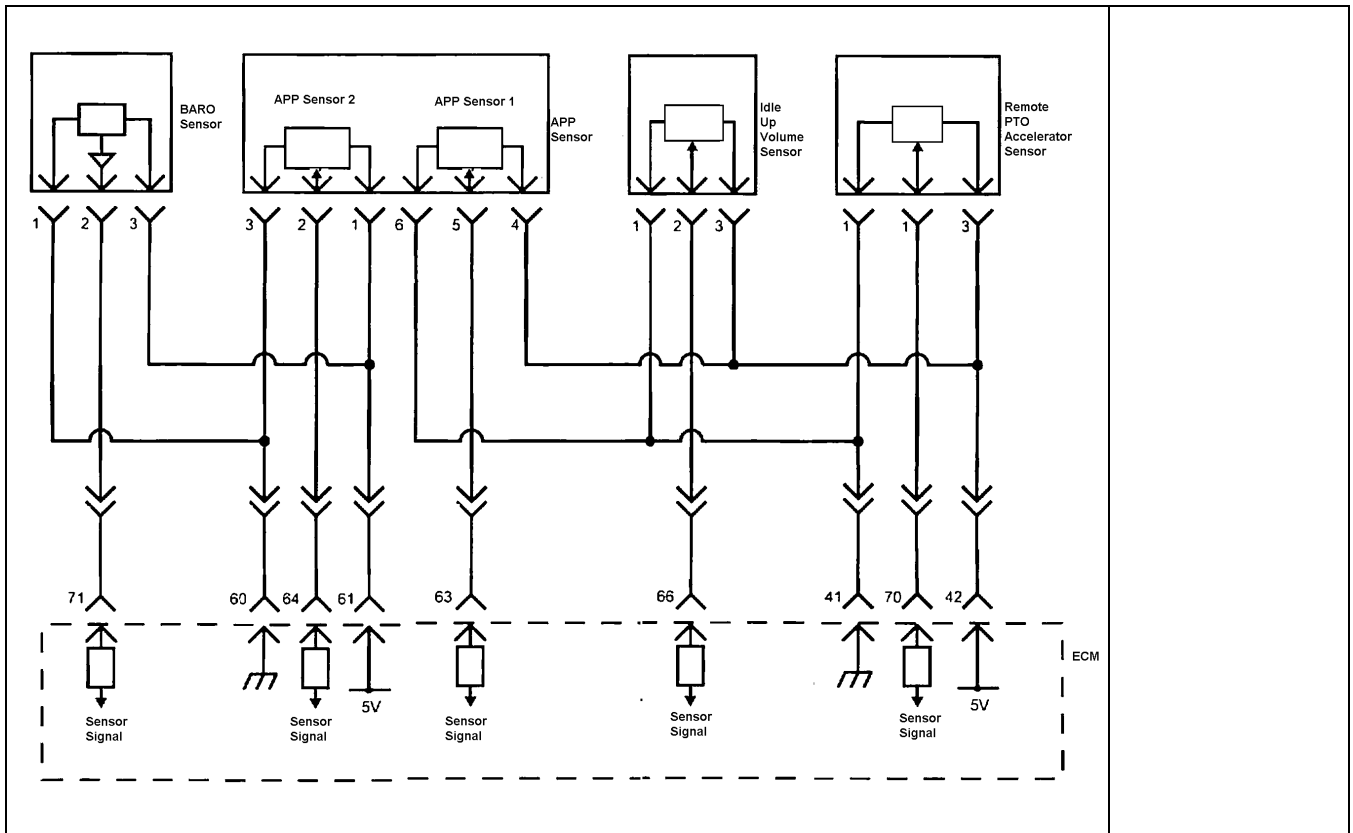 BARO
Sensor
APP Sensor 2
APP Sensor 1
APP
Sensor
Idle
Up
Volume
Sensor
Remote
PTO
Accelerator
Sensor
1 2 3 3 2 1 6 5 4 1 2 3 1 1 3
71 60 64 61 63 66 41 70 42
ECM
5V
5V
Sensor
Signal
Sensor
Signal
Sensor
Signal
Sensor
Signal
Sensor
Signal